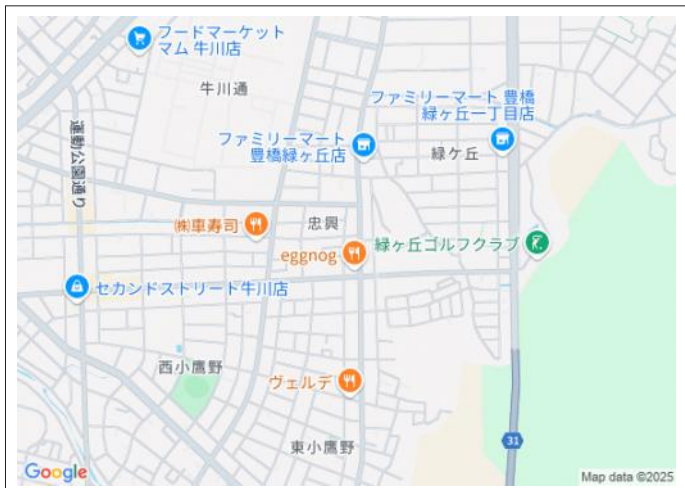 フードマーケット
マム 牛川店
牛川通
ファミリーマート 豊橋
緑ヶ丘一丁目店
運動公園通り
ファミリーマート
豊橋緑ヶ丘店
緑ケ丘
㈱車寿司
忠興
eggnog
緑ヶ丘ゴルフクラブ
セカンドストリート牛川店
西小鷹野
ヴェルデ
東小鷹野
31
Google
Map data ©2025